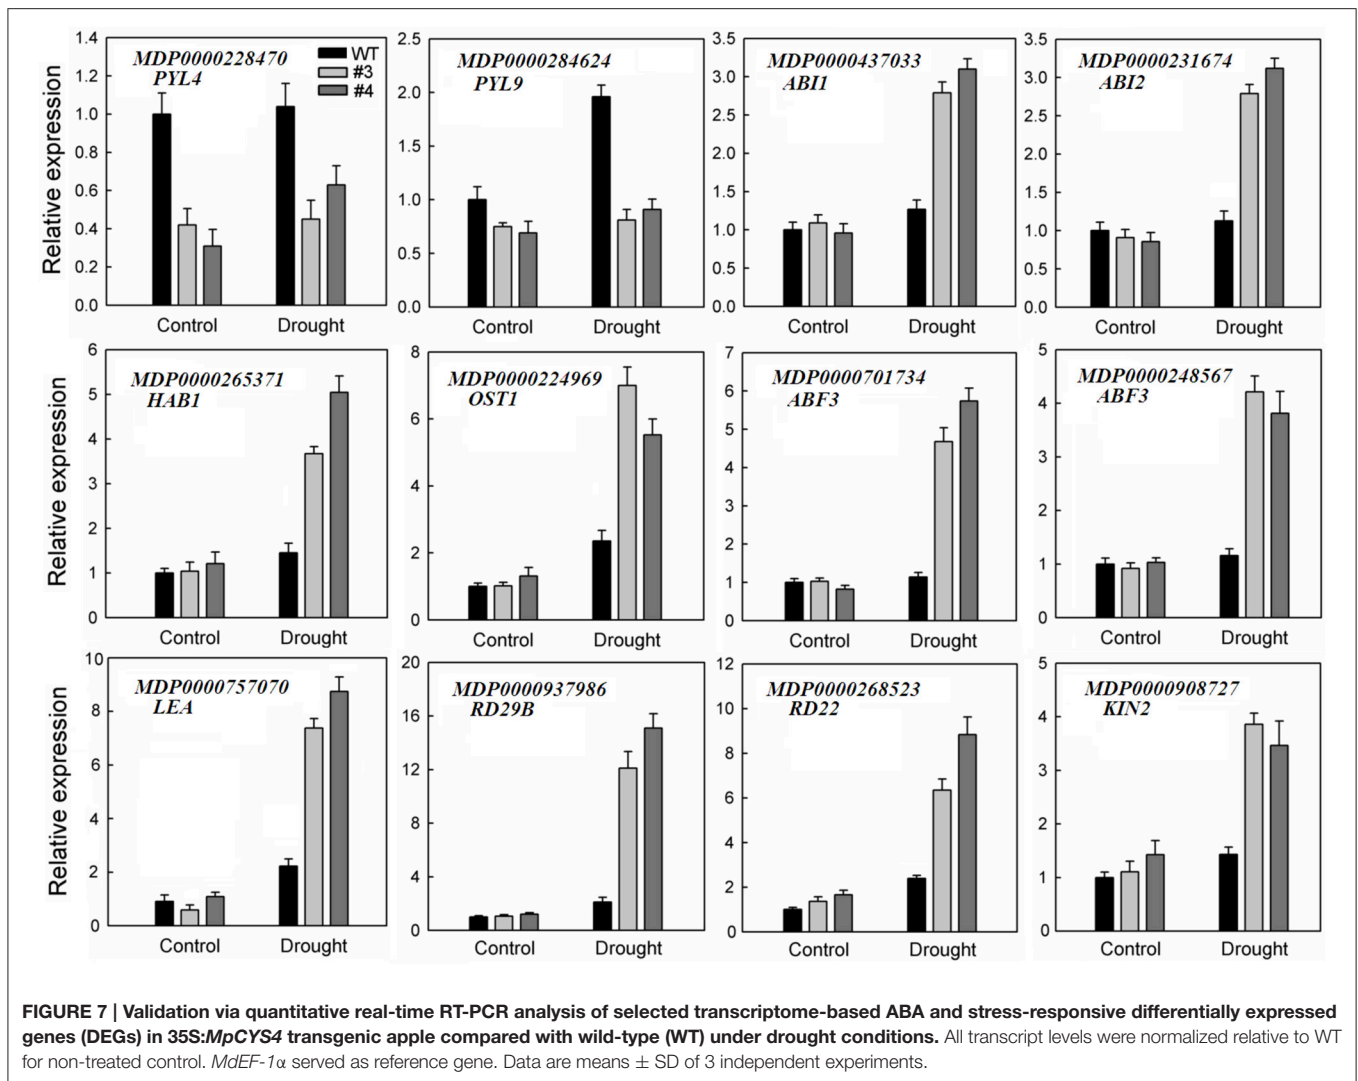 MDP0000228470
PYL4
WT
#3
#4
Relative expression
1.4
1.2
1.0
0.8
0.6
0.4
0.2
0.0
Control Drought
MDP0000284624
PYL9
2.5
2.0
1.5
1.0
0.5
0.0
Control Drought
MDP0000437033
ABI1
3.5
3.0
2.5
2.0
1.5
1.0
0.5
0.0
Control Drought
MDP0000231674
ABI2
3.5
3.0
2.5
2.0
1.5
1.0
0.5
0.0
Control Drought
MDP0000265371
HAB1
Relative expression
6
5
4
3
2
1
0
Control Drought
MDP0000224969
OST1
8
6
4
2
0
Control Drought
MDP0000701734
ABF3
7
6
5
4
3
2
1
0
Control Drought
MDP0000248567
ABF3
5
4
3
2
1
0
Control Drought
MDP0000757070
LEA
Relative expression
10
8
6
4
2
0
Control Drought
MDP0000937986
RD29B
20
16
12
8
4
0
Control Drought
MDP0000268523
RD22
12
10
8
6
4
2
0
Control Drought
MDP0000908727
KIN2
5
4
3
2
1
0
Control Drought
FIGURE 7 | Validation via quantitative real-time RT-PCR analysis of selected transcriptome-based ABA and stress-responsive differentially expressed
genes (DEGs) in 35S:MpCYS4 transgenic apple compared with wild-type (WT) under drought conditions. All transcript levels were normalized relative to WT
for non-treated control. MdEF-1α served as reference gene. Data are means ± SD of 3 independent experiments.